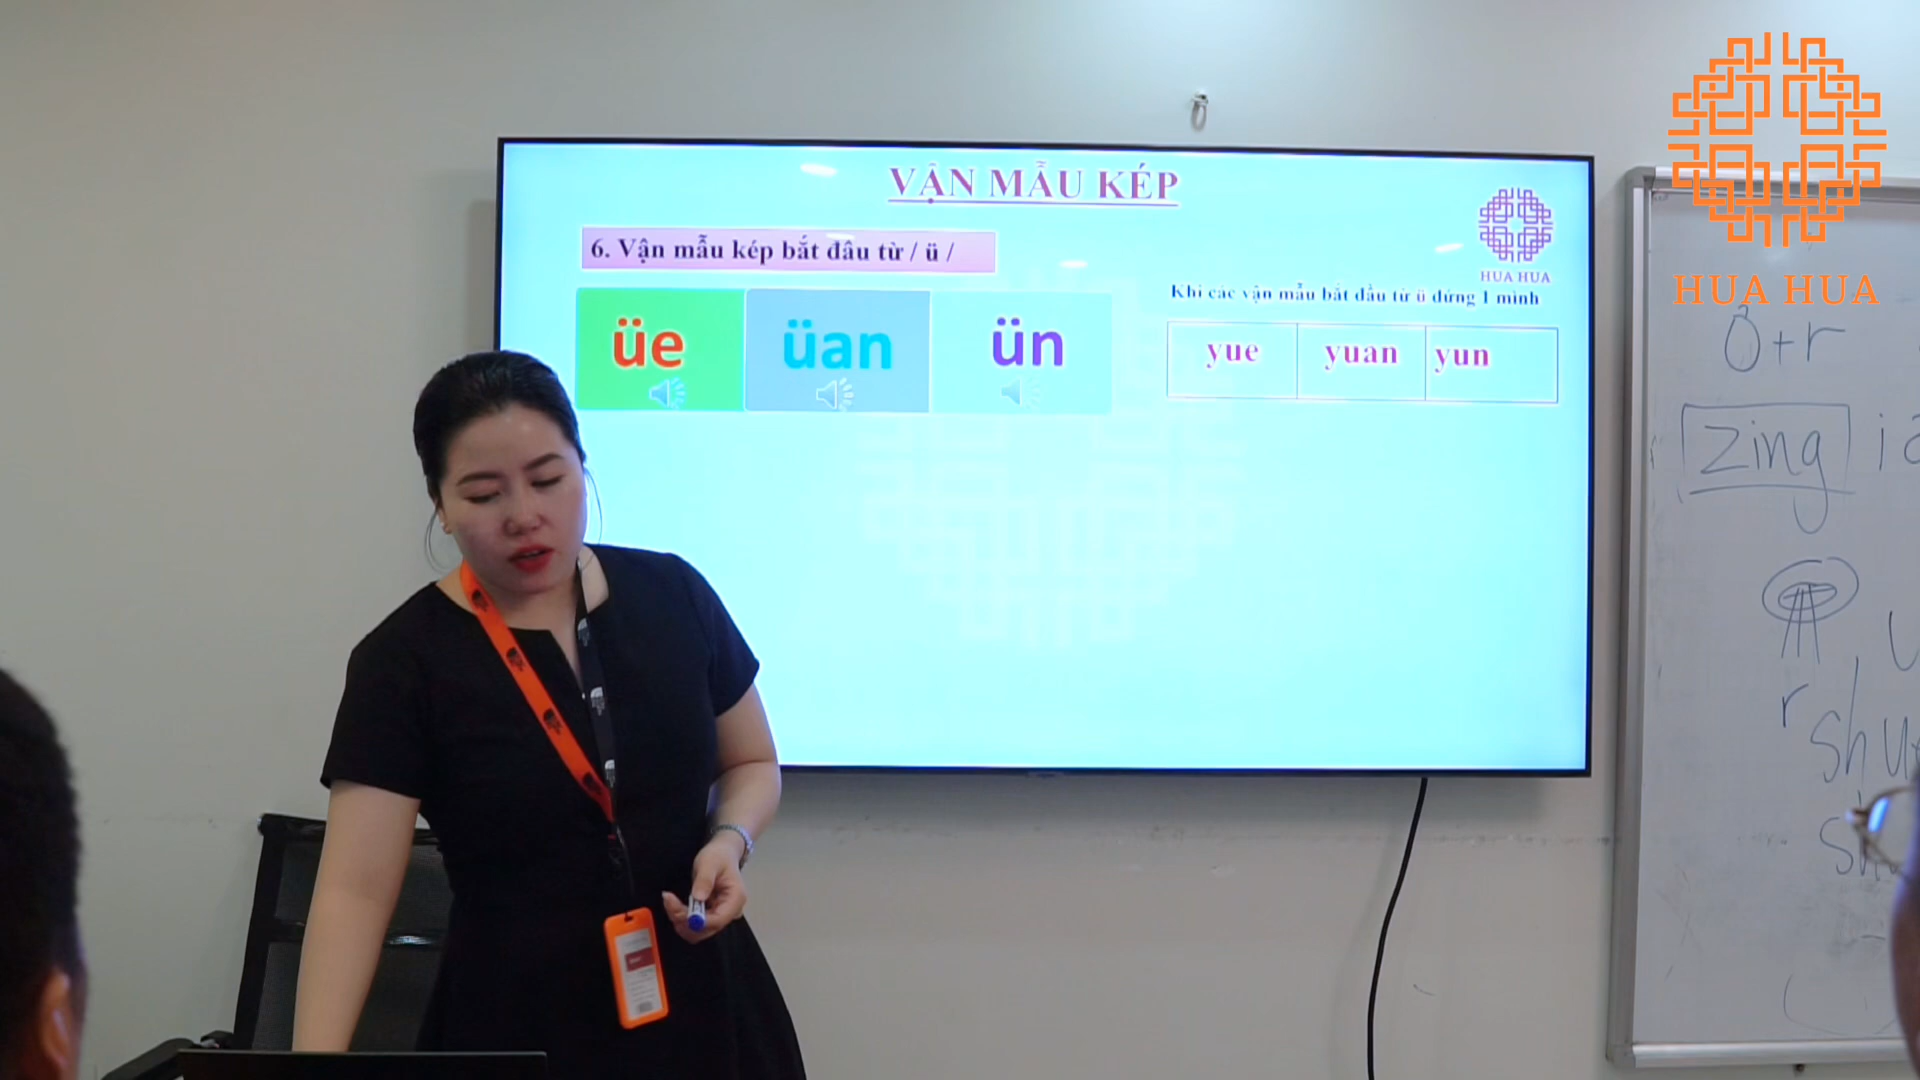 VẬN MẪU KÉP
6. Vận mẫu kép bắt đầu từ / ü /
üe üan ün
HUA HUA
Khi các vận mẫu bắt đầu từ ü đứng 1 mình
yue yuan yun
HUA HUA
+r
zing
r